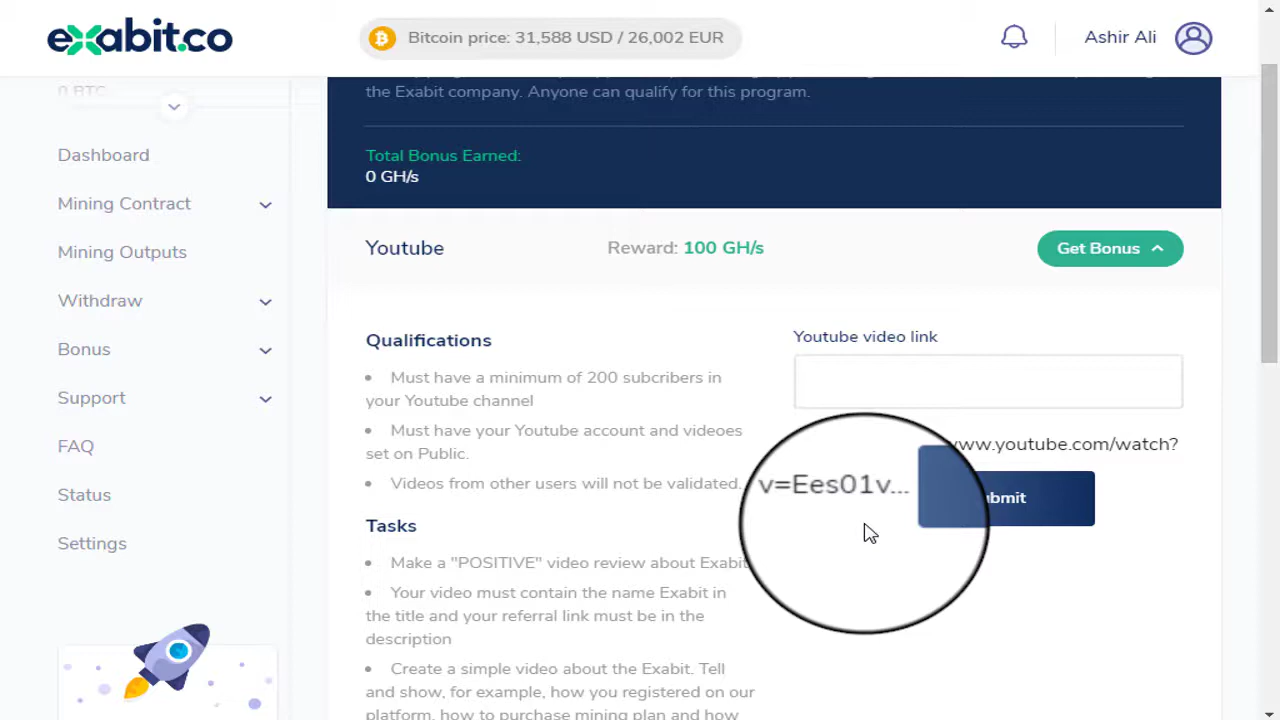 exabit.co
Bitcoin price: 31,588 USD / 26,002 EUR
Ashir Ali
0 BTC
Dashboard
Mining Contract
Mining Outputs
Withdraw
Bonus
Support
FAQ
Status
Settings
the Exabit company. Anyone can qualify for this program.
Total Bonus Earned:
0 GH/s
Youtube
Reward: 100 GH/s
Get Bonus
Qualifications
• Must have a minimum of 200 subcribers in
your Youtube channel
• Must have your Youtube account and videoes
set on Public.
• Videos from other users will not be validated.
Tasks
• Make a "POSITIVE" video review about Exabit
• Your video must contain the name Exabit in
the title and your referral link must be in the
description
• Create a simple video about the Exabit. Tell
and show, for example, how you registered on our
platform, how to purchase mining plan and how
Youtube video link
www.youtube.com/watch?
v=Ees01v...
ubmit